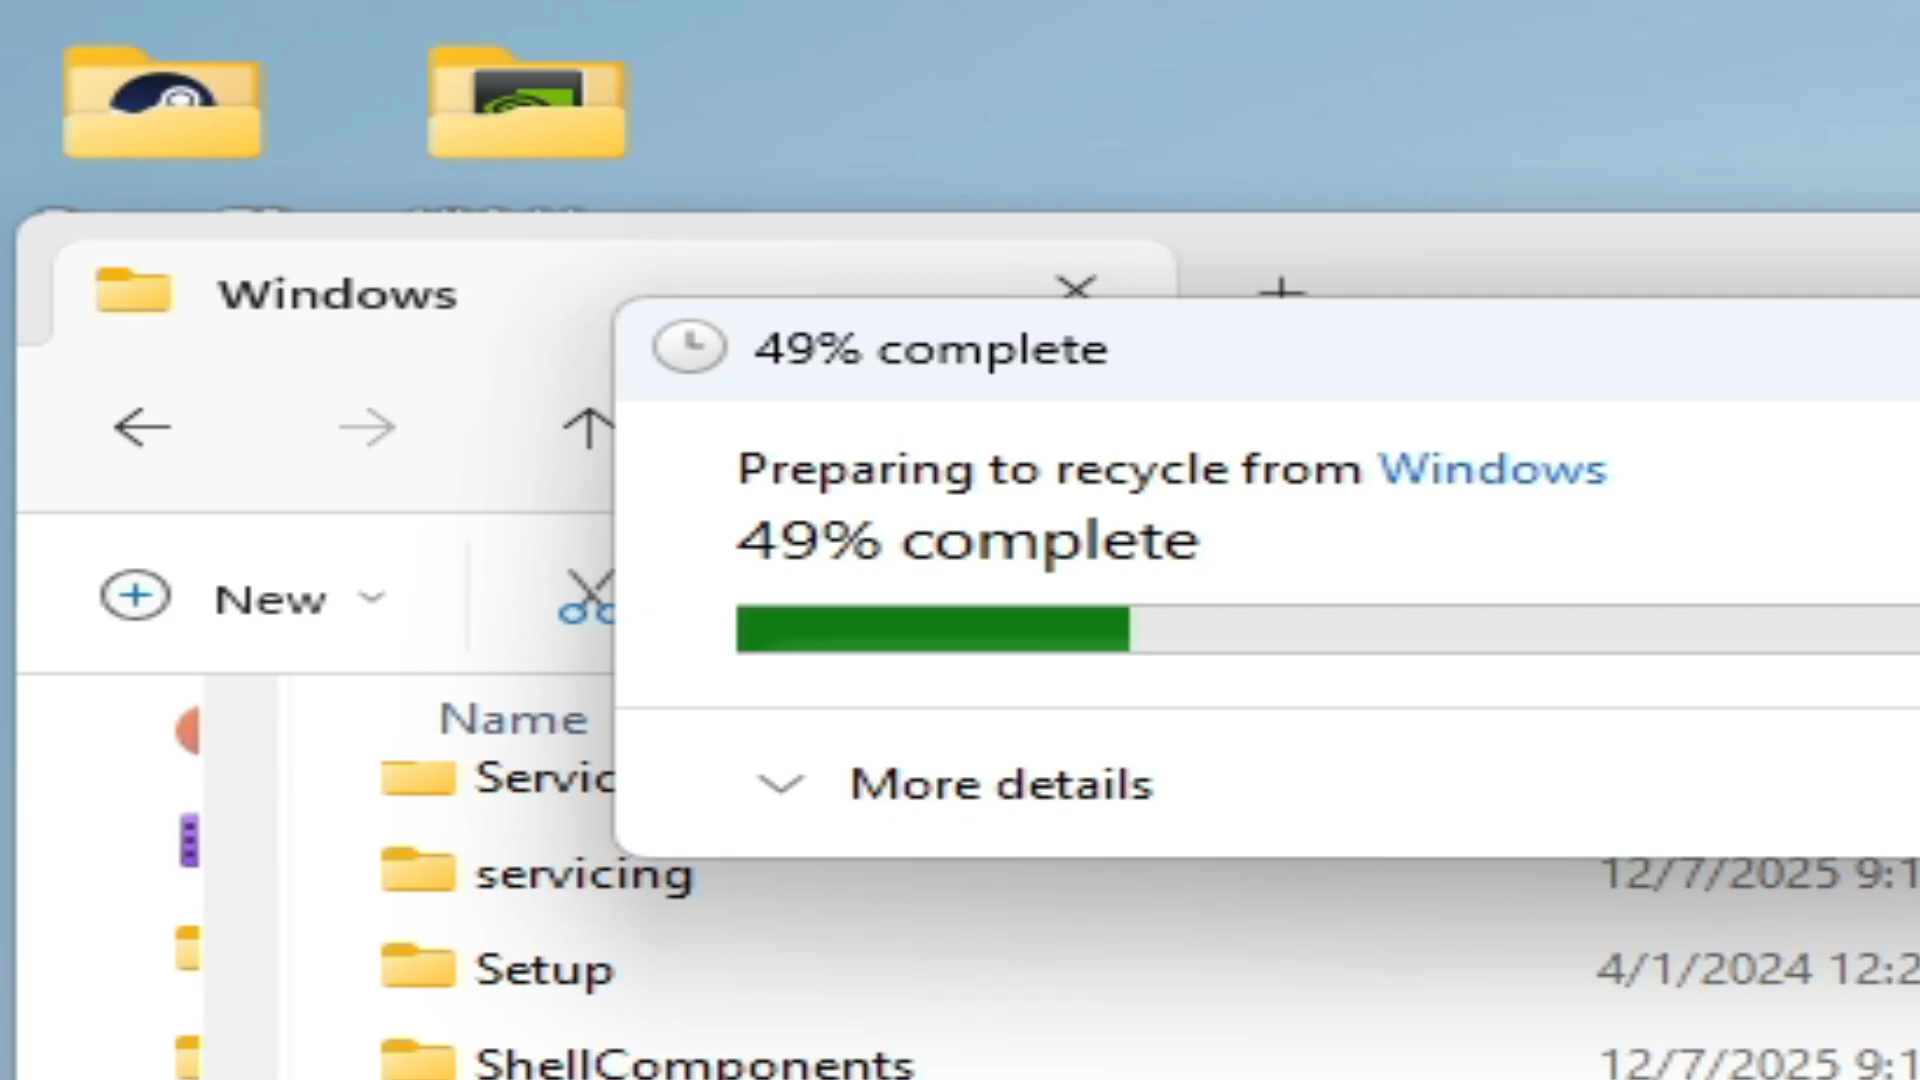 Windows
49% complete
Preparing to recycle from Windows
49% complete
New
Name
More details
servicing 12/7/2025 9:1
Setup 4/1/2024 12:2
ShellComponents 12/7/2025 9:1